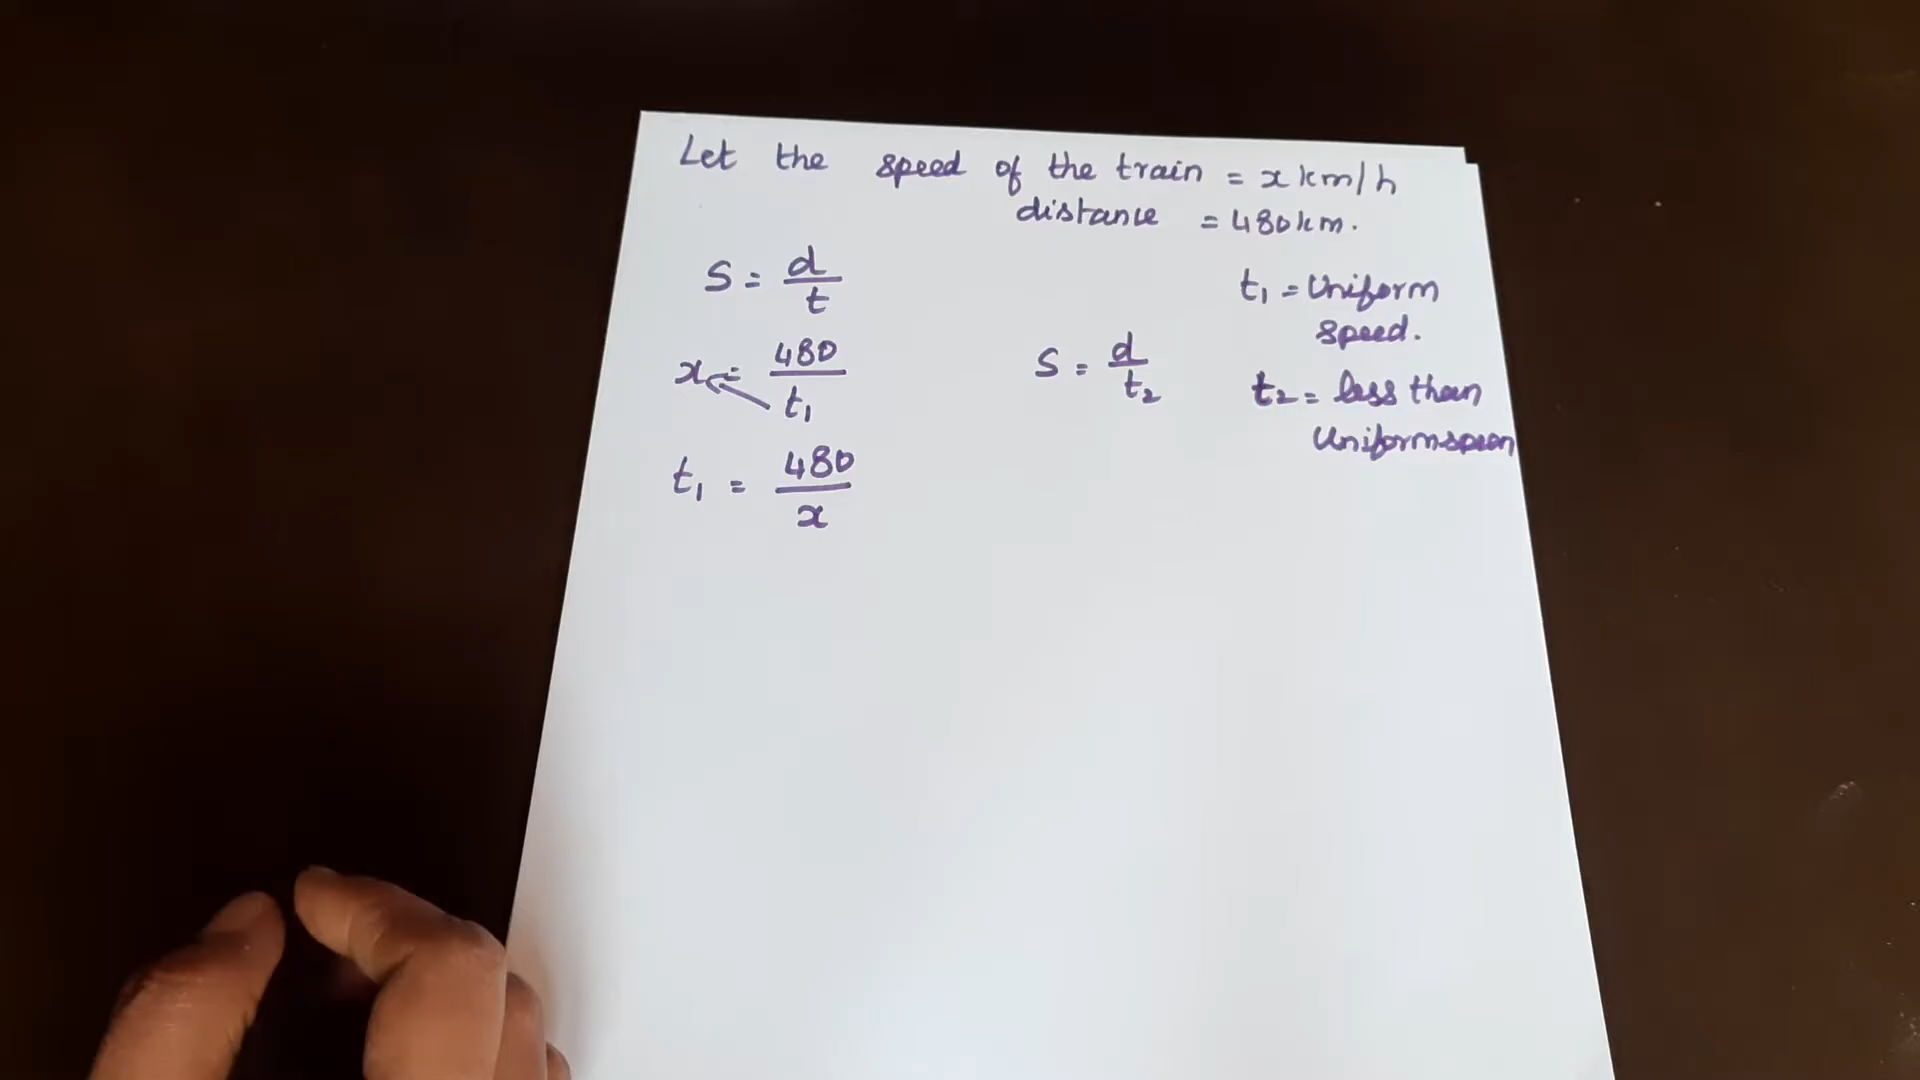 Let the speed of the train = x km/h
distance = 480 km.
S = d/t
t₁ = Uniform
speed.
x = 480/t₁
S = d/t₂
t₂ = less than
t₁ = 480/x